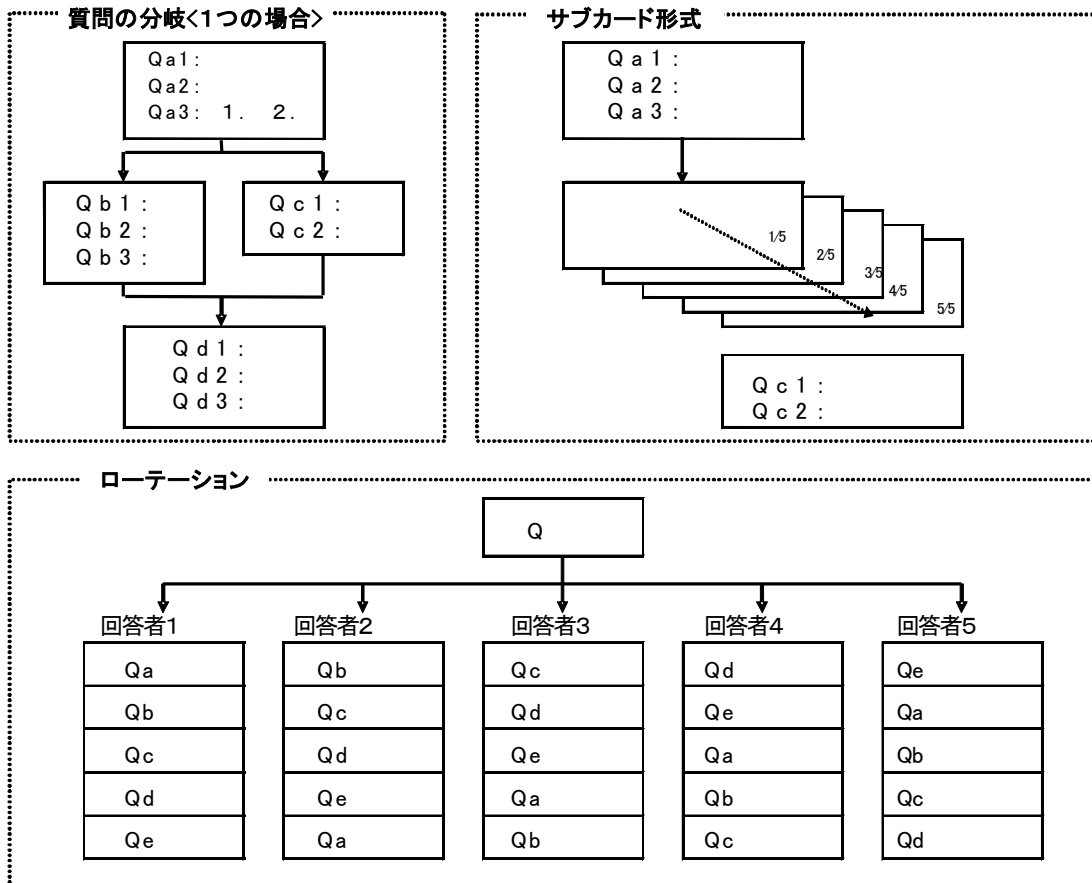 質問の分岐<1つの場合>
Qa1:
Qa2:
Qa3: 1. 2.
Qb1:
Qb2:
Qb3:
Qc1:
Qc2:
Qd1:
Qd2:
Qd3:
サブカード形式
Qa1:
Qa2:
Qa3:
1/5
2/5
3/5
4/5
5/5
Qc1:
Qc2:
ローテーション
Q
回答者1 回答者2 回答者3 回答者4 回答者5
Qa Qb Qc Qd Qe
Qb Qc Qd Qe Qa
Qc Qd Qe Qa Qb
Qd Qe Qa Qb Qc
Qe Qa Qb Qc Qd